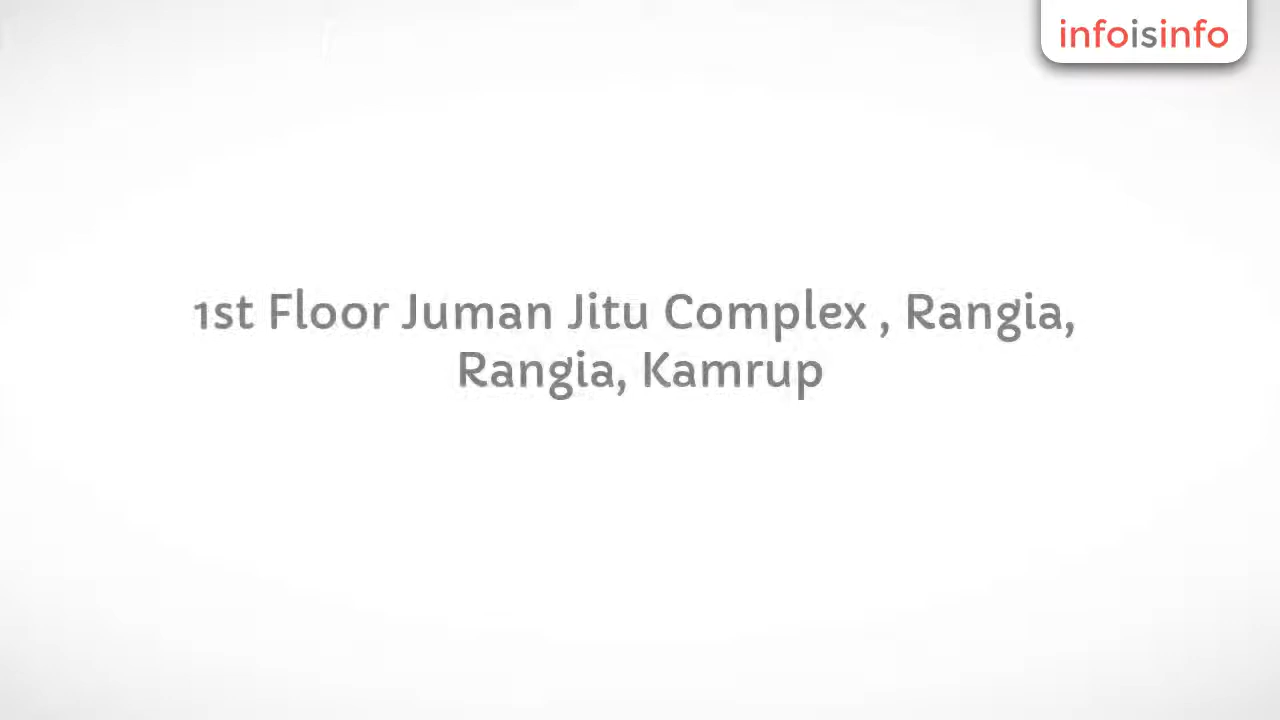 infoisinfo
1st Floor Juman Jitu Complex , Rangia,
Rangia, Kamrup